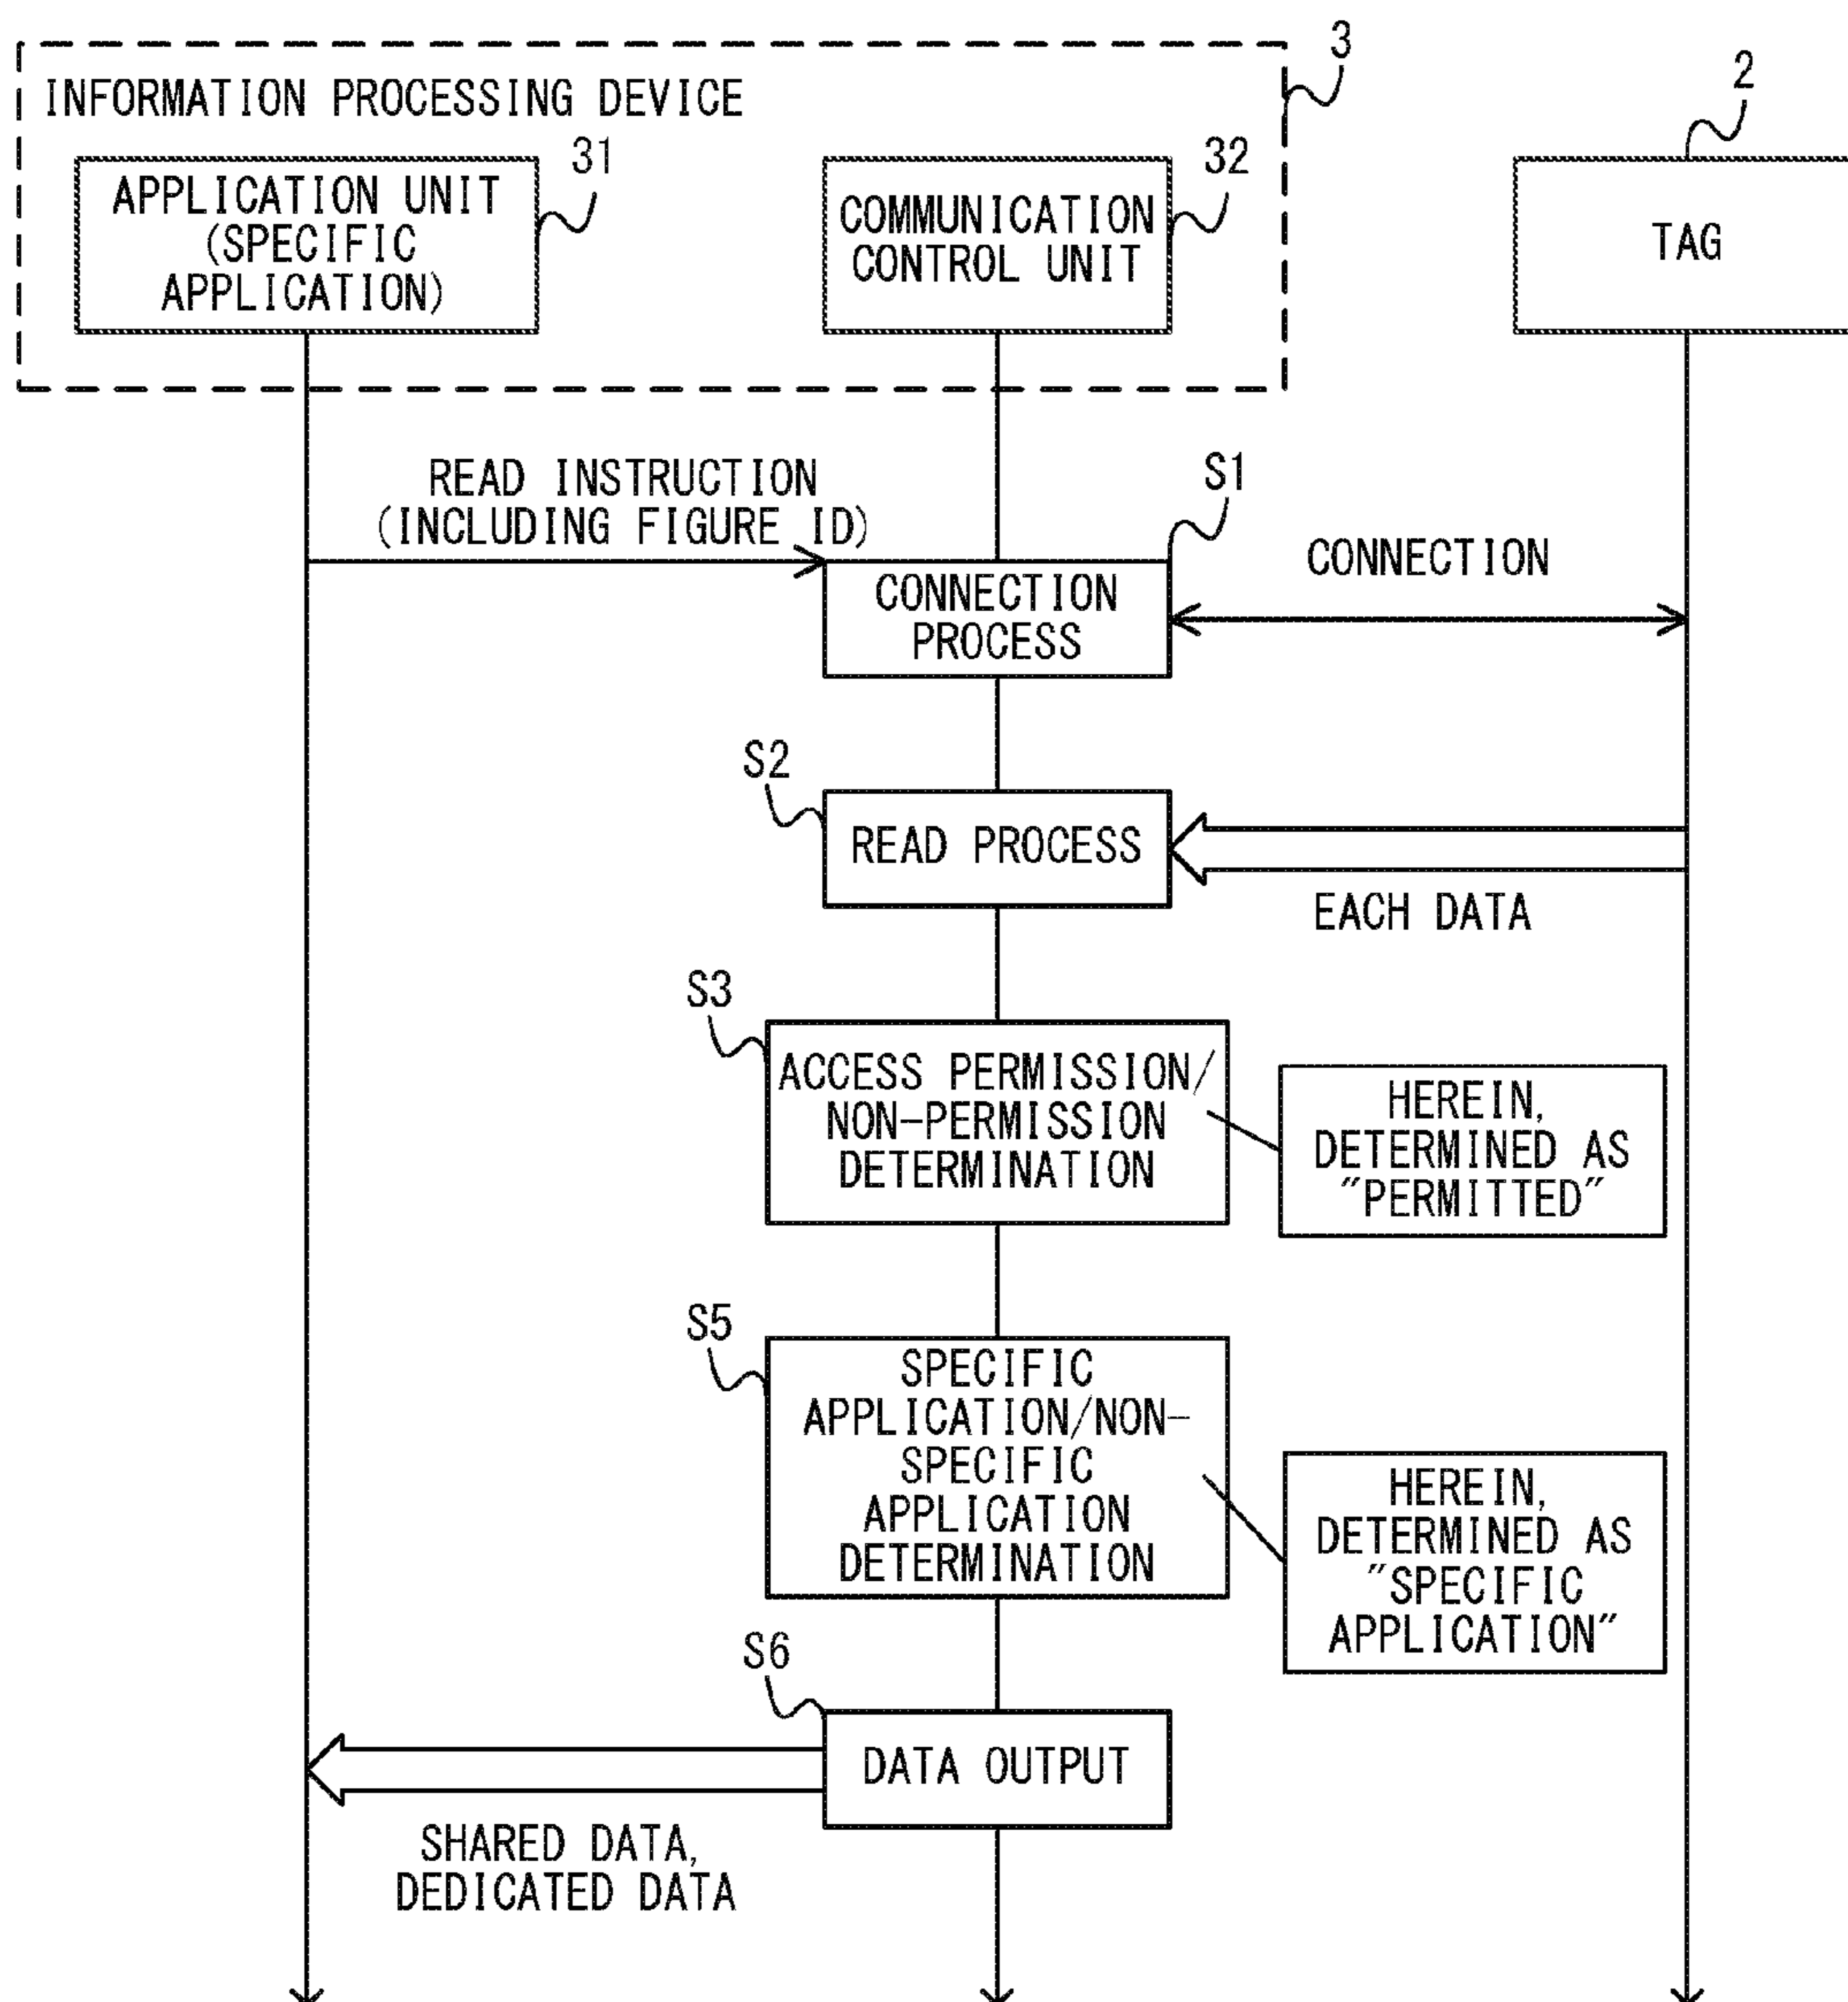 3
INFORMATION PROCESSING DEVICE
2
31
32
APPLICATION UNIT
(SPECIFIC
APPLICATION)
COMMUNICATION
CONTROL UNIT
TAG
READ INSTRUCTION
(INCLUDING FIGURE ID)
S1
CONNECTION
PROCESS
CONNECTION
S2
READ PROCESS
EACH DATA
S3
ACCESS PERMISSION/
NON-PERMISSION
DETERMINATION
HEREIN,
DETERMINED AS
"PERMITTED"
S5
SPECIFIC
APPLICATION/NON-
SPECIFIC
APPLICATION
DETERMINATION
HEREIN,
DETERMINED AS
"SPECIFIC
APPLICATION"
S6
DATA OUTPUT
SHARED DATA,
DEDICATED DATA